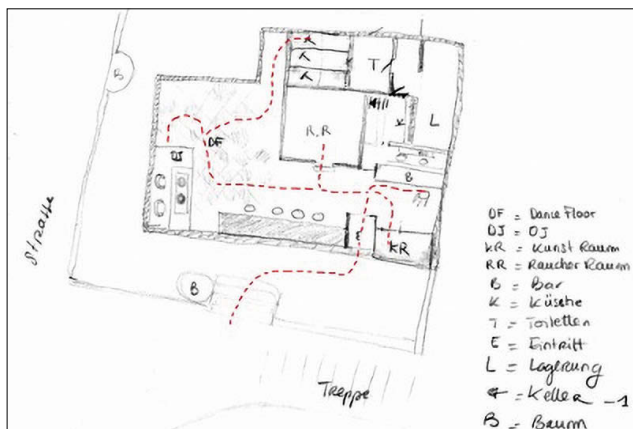 B
T
K
L
R.R
DF
DJ
B
E
KR
B
Strasse
Treppe
DF = Dance Floor
DJ = DJ
KR = Kunst Raum
RR = Raucher Raum
B = Bar
K = Küche
T = Toiletten
E = Eintritt
L = Lagerung
= Keller -1
B = Baum